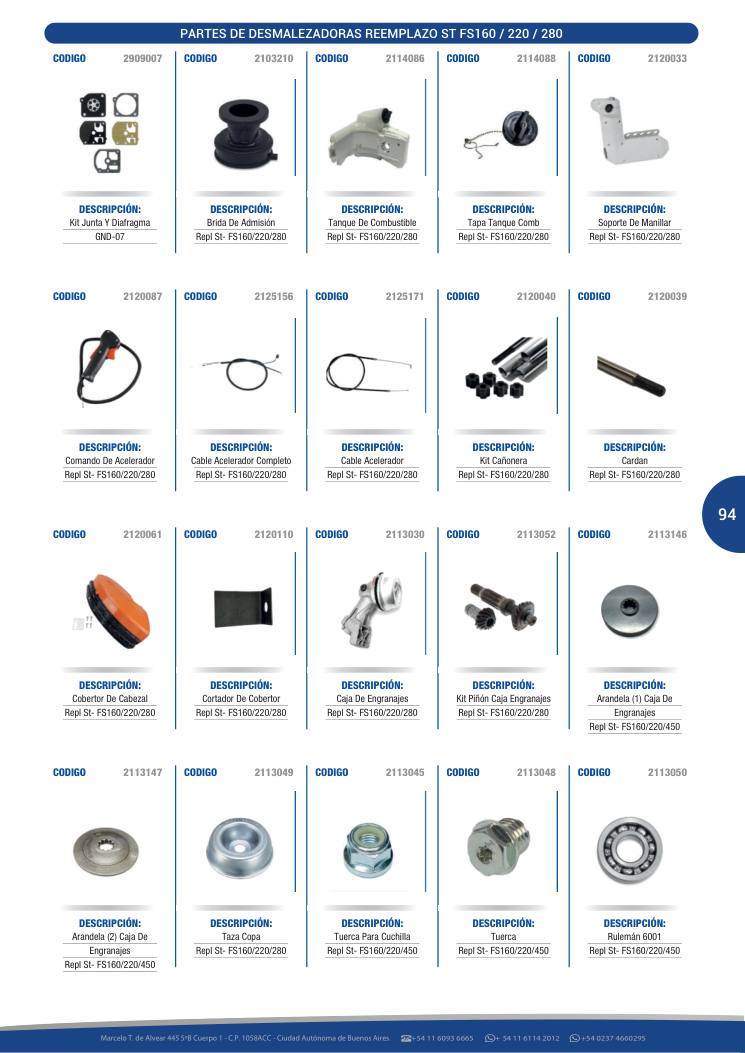 PARTES DE DESMALEZADORAS REEMPLAZO ST FS160 / 220 / 280
CODIGO 2909007
DESCRIPCIÓN:
Kit Junta Y Diafragma
GND-07
CODIGO 2103210
DESCRIPCIÓN:
Brida De Admisión
Repl St- FS160/220/280
CODIGO 2114086
DESCRIPCIÓN:
Tanque De Combustible
Repl St- FS160/220/280
CODIGO 2114088
DESCRIPCIÓN:
Tapa Tanque Comb
Repl St- FS160/220/280
CODIGO 2120033
DESCRIPCIÓN:
Soporte De Manillar
Repl St- FS160/220/280
CODIGO 2120087
DESCRIPCIÓN:
Comando De Acelerador
Repl St- FS160/220/280
CODIGO 2125156
DESCRIPCIÓN:
Cable Acelerador Completo
Repl St- FS160/220/280
CODIGO 2125171
DESCRIPCIÓN:
Cable Acelerador
Repl St- FS160/220/280
CODIGO 2120040
DESCRIPCIÓN:
Kit Cañonera
Repl St- FS160/220/280
CODIGO 2120039
DESCRIPCIÓN:
Cardan
Repl St- FS160/220/280
94
CODIGO 2120061
DESCRIPCIÓN:
Cobertor De Cabezal
Repl St- FS160/220/280
CODIGO 2120110
DESCRIPCIÓN:
Cortador De Cobertor
Repl St- FS160/220/280
CODIGO 2113030
DESCRIPCIÓN:
Caja De Engranajes
Repl St- FS160/220/280
CODIGO 2113052
DESCRIPCIÓN:
Kit Piñón Caja Engranajes
Repl St- FS160/220/280
CODIGO 2113146
DESCRIPCIÓN:
Arandela (1) Caja De
Engranajes
Repl St- FS160/220/450
CODIGO 2113147
DESCRIPCIÓN:
Arandela (2) Caja De
Engranajes
Repl St- FS160/220/450
CODIGO 2113049
DESCRIPCIÓN:
Taza Copa
Repl St- FS160/220/280
CODIGO 2113045
DESCRIPCIÓN:
Tuerca Para Cuchilla
Repl St- FS160/220/450
CODIGO 2113048
DESCRIPCIÓN:
Tuerca
Repl St- FS160/220/450
CODIGO 2113050
DESCRIPCIÓN:
Rulemán 6001
Repl St- FS160/220/450
Marcelo T. de Alvear 445 5ºB Cuerpo 1 - C.P. 1058ACC - Ciudad Autónoma de Buenos Aires. +54 11 6093 6665 + 54 11 6114 2012 +54 0237 4660295